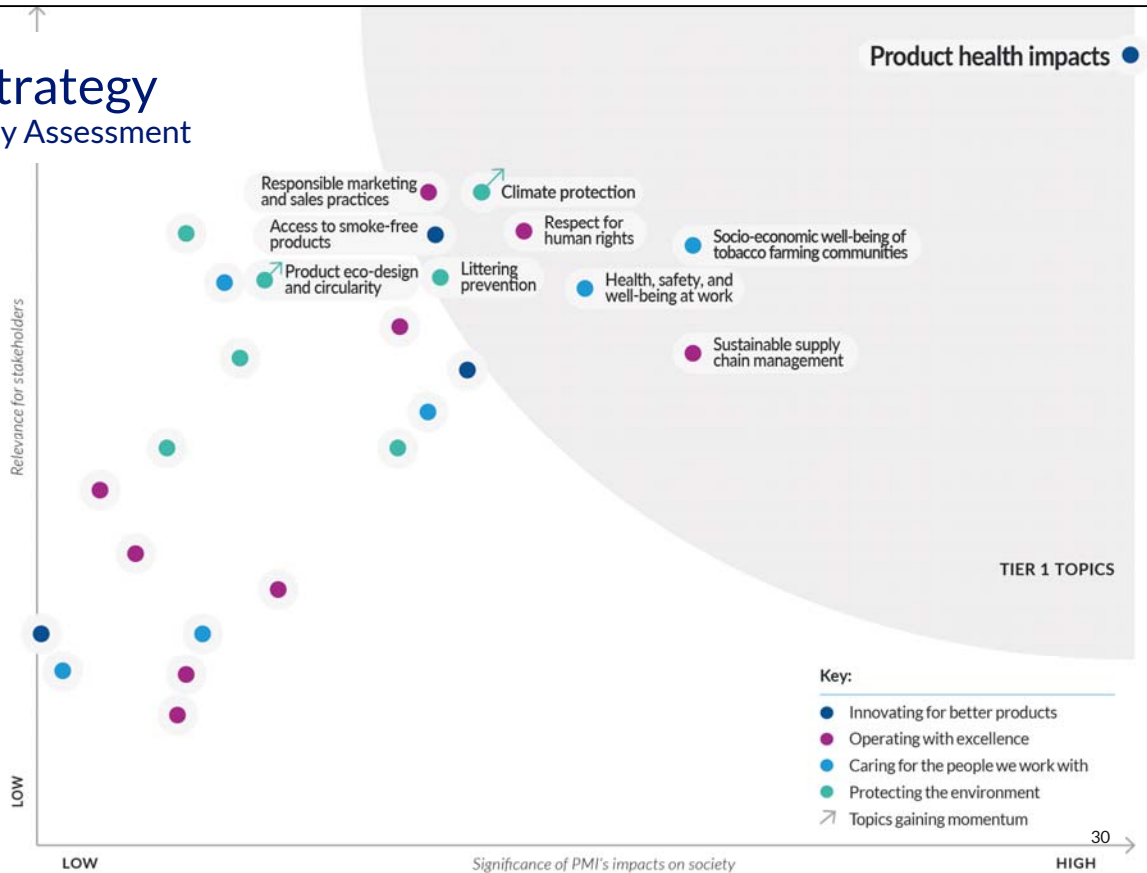 trategy
y Assessment
Product health impacts
Responsible marketing
and sales practices
Climate protection
Access to smoke-free
products
Respect for
human rights
Socio-economic well-being of
tobacco farming communities
Product eco-design
and circularity
Littering
prevention
Health, safety, and
well-being at work
Sustainable supply
chain management
Relevance for stakeholders
TIER 1 TOPICS
Key:
Innovating for better products
Operating with excellence
Caring for the people we work with
Protecting the environment
Topics gaining momentum
LOW
30
LOW
Significance of PMI's impacts on society
HIGH